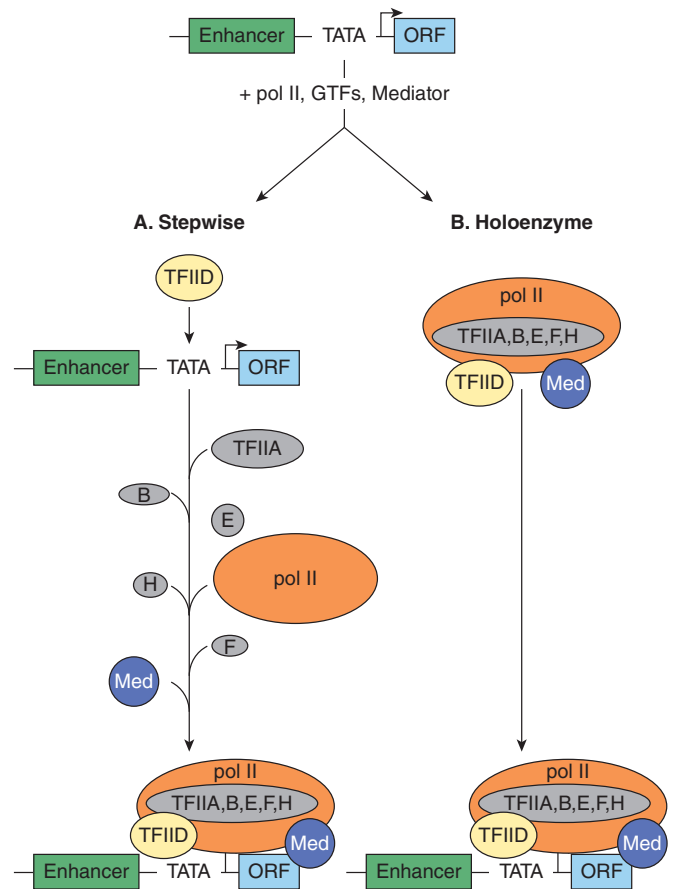 Enhancer TATA ORF
+ pol II, GTFs, Mediator
A. Stepwise
TFIID
Enhancer TATA ORF
TFIIA
B
E
H
pol II
F
Med
pol II
TFIIA,B,E,F,H
TFIID
Med
Enhancer TATA ORF
B. Holoenzyme
pol II
TFIIA,B,E,F,H
TFIID
Med
pol II
TFIIA,B,E,F,H
TFIID
Med
Enhancer TATA ORF